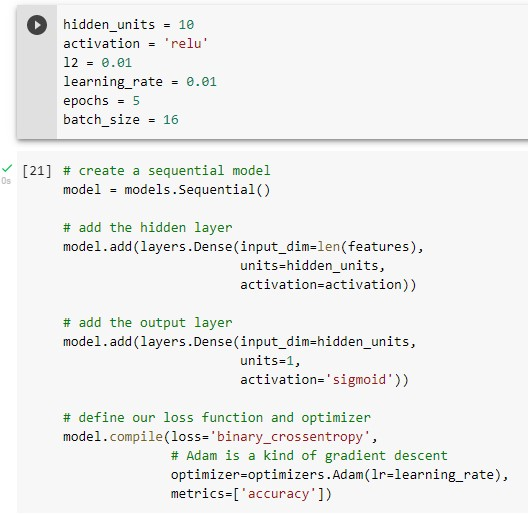 hidden_units = 10
activation = 'relu'
l2 = 0.01
learning_rate = 0.01
epochs = 5
batch_size = 16
[21] # create a sequential model
0s
model = models.Sequential()
# add the hidden layer
model.add(layers.Dense(input_dim=len(features),
units=hidden_units,
activation=activation))
# add the output layer
model.add(layers.Dense(input_dim=hidden_units,
units=1,
activation='sigmoid'))
# define our loss function and optimizer
model.compile(loss='binary_crossentropy',
# Adam is a kind of gradient descent
optimizer=optimizers.Adam(lr=learning_rate),
metrics=['accuracy'])